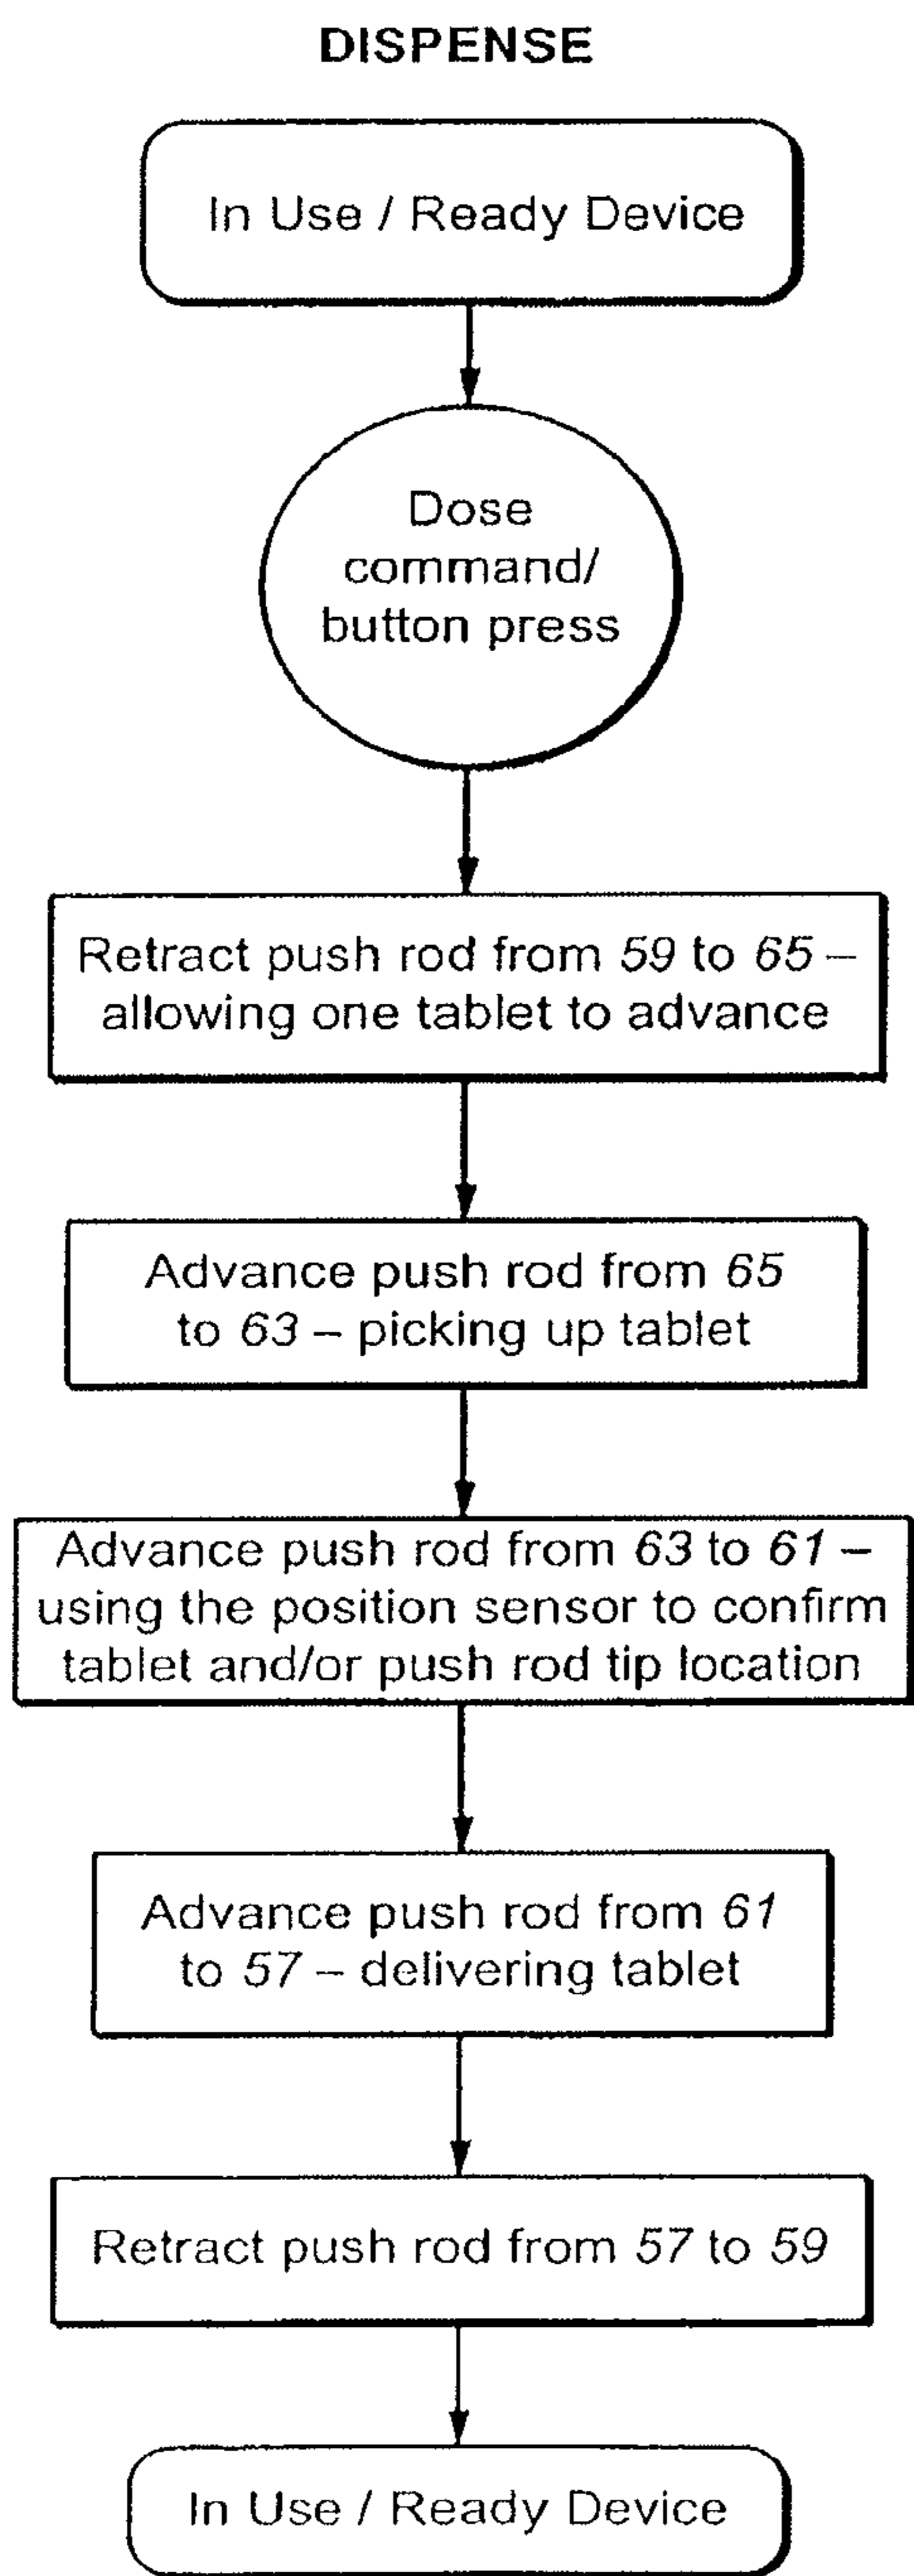 DISPENSE
In Use / Ready Device
Dose
command/
button press
Retract push rod from 59 to 65 –
allowing one tablet to advance
Advance push rod from 65
to 63 – picking up tablet
Advance push rod from 63 to 61 –
using the position sensor to confirm
tablet and/or push rod tip location
Advance push rod from 61
to 57 – delivering tablet
Retract push rod from 57 to 59
In Use / Ready Device